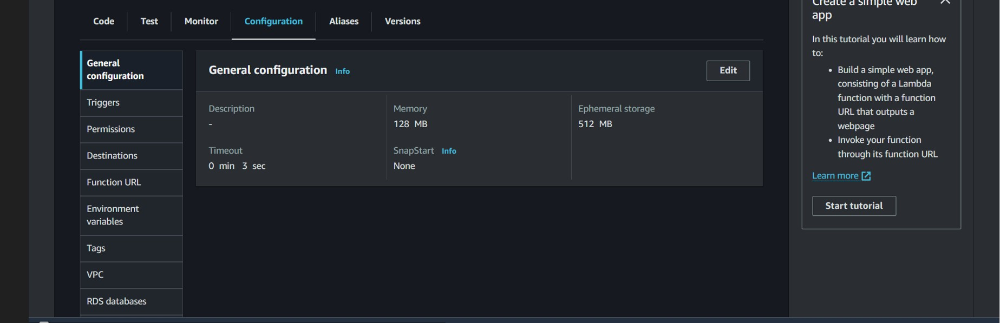 Code
Test
Monitor
Configuration
Aliases
Versions
General
configuration
Triggers
Permissions
Destinations
Function URL
Environment
variables
Tags
VPC
RDS databases
General configuration Info
Edit
Description
-
Memory
128 MB
Ephemeral storage
512 MB
Timeout
0 min 3 sec
SnapStart Info
None
Create a simple web
app
In this tutorial you will learn how
to:
• Build a simple web app,
consisting of a Lambda
function with a function
URL that outputs a
webpage
• Invoke your function
through its function URL
Learn more
Start tutorial